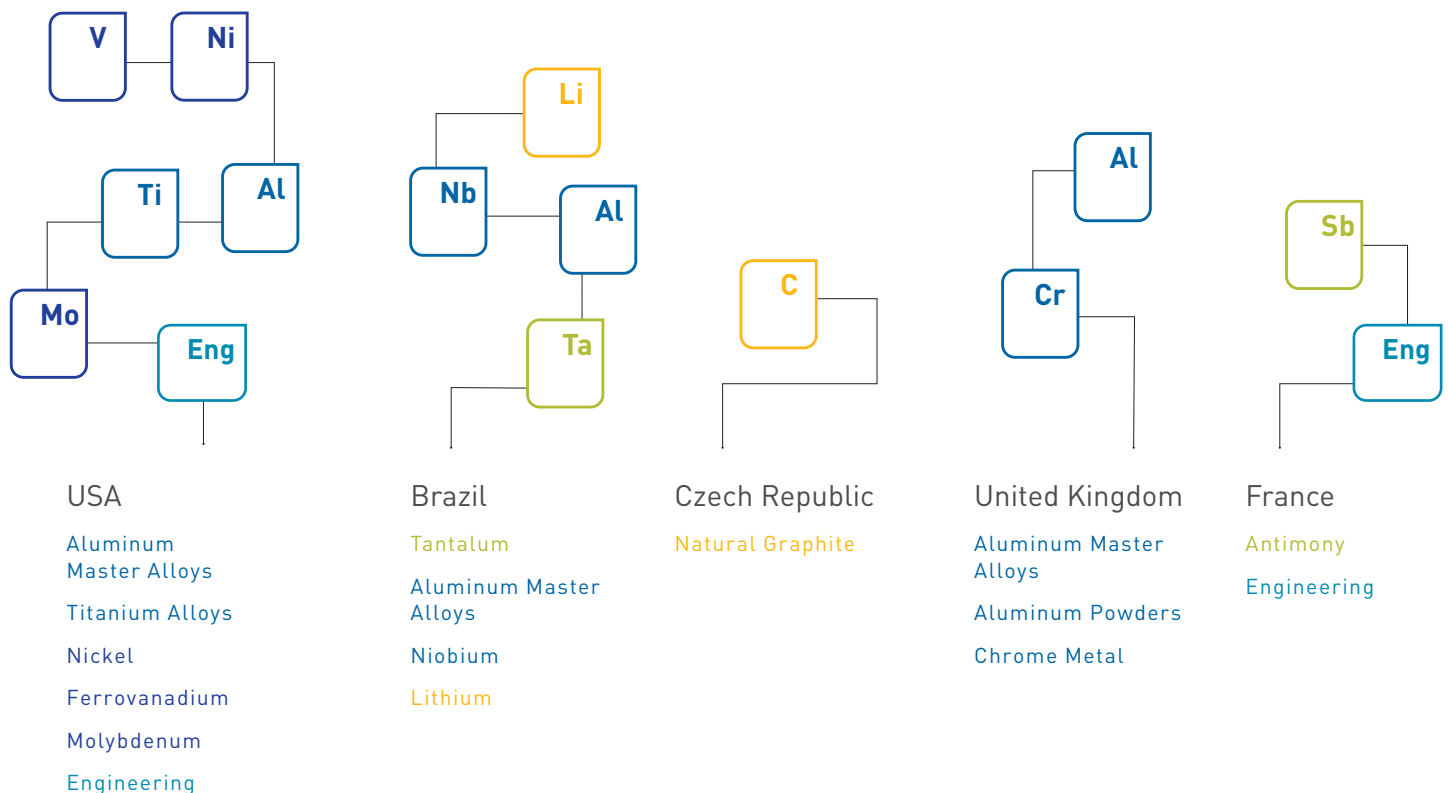 V
Ni
Ti
Al
Mo
Eng
Li
Nb
Al
Ta
C
Al
Cr
Sb
Eng
USA
Aluminum
Master Alloys
Titanium Alloys
Nickel
Ferrovanadium
Molybdenum
Engineering
Brazil
Tantalum
Aluminum Master
Alloys
Niobium
Lithium
Czech Republic
Natural Graphite
United Kingdom
Aluminum Master
Alloys
Aluminum Powders
Chrome Metal
France
Antimony
Engineering